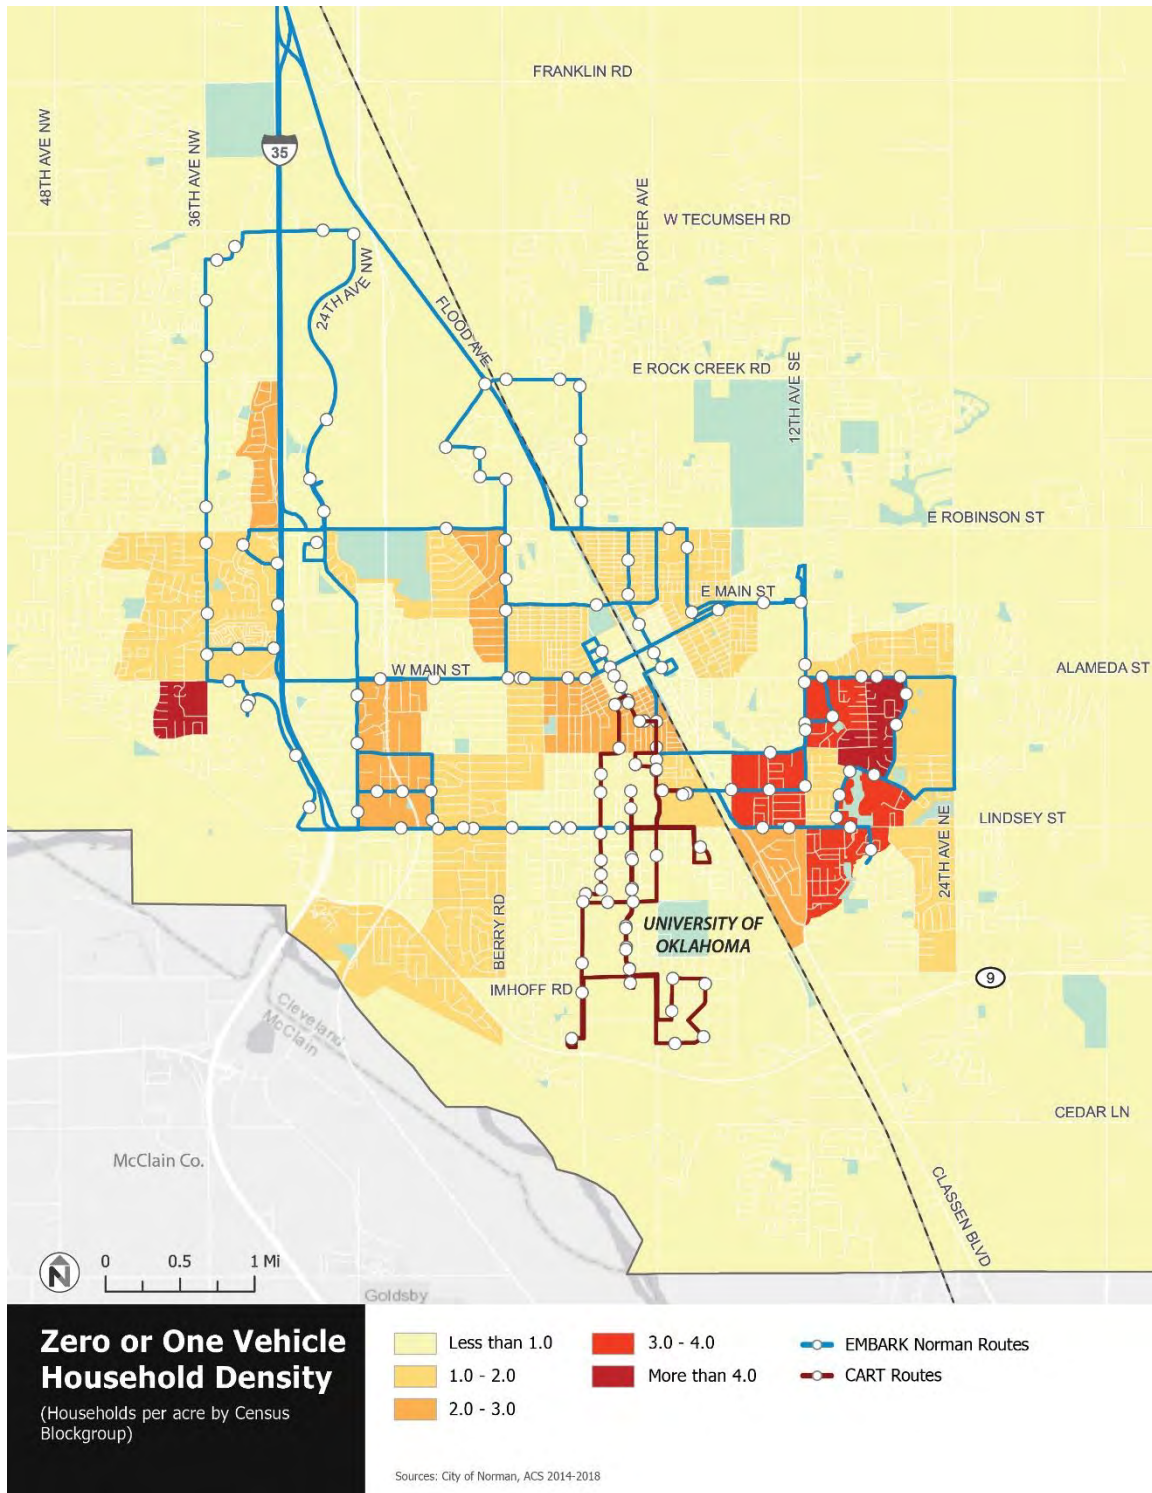 FRANKLIN RD
48TH AVE NW
36TH AVE NW
35
PORTER AVE
W TECUMSEH RD
24TH AVE NW
FLOOD AVE
E ROCK CREEK RD
12TH AVE SE
E ROBINSON ST
E MAIN ST
W MAIN ST
ALAMEDA ST
LINDSEY ST
24TH AVE NE
BERRY RD
UNIVERSITY OF
OKLAHOMA
IMHOFF RD
9
Cleveland
McClain
CEDAR LN
McClain Co.
CLASSEN BLVD
N
0 0.5 1 Mi
Goldsby
Zero or One Vehicle
Household Density
(Households per acre by Census
Blockgroup)
Less than 1.0
1.0 - 2.0
2.0 - 3.0
3.0 - 4.0
More than 4.0
EMBARK Norman Routes
CART Routes
Sources: City of Norman, ACS 2014-2018